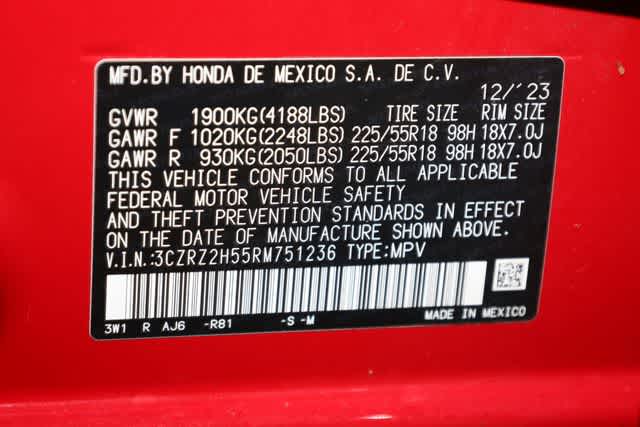 MFD.BY HONDA DE MEXICO S.A. DE C.V.
12/'23
GVWR 1900KG(4188LBS) TIRE SIZE RIM SIZE
GAWR F 1020KG(2248LBS) 225/55R18 98H 18X7.0J
GAWR R 930KG(2050LBS) 225/55R18 98H 18X7.0J
THIS VEHICLE CONFORMS TO ALL APPLICABLE
FEDERAL MOTOR VEHICLE SAFETY
AND THEFT PREVENTION STANDARDS IN EFFECT
ON THE DATE OF MANUFACTURE SHOWN ABOVE.
V.I.N.:3CZRZ2H55RM751236 TYPE:MPV
3W1 R AJ6 -R81 -S -M MADE IN MEXICO